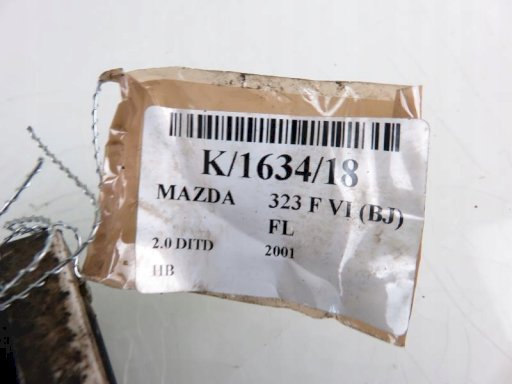 K/1634/18
MAZDA 323 F VI (BJ)
FL
2.0 DITD 2001
HB